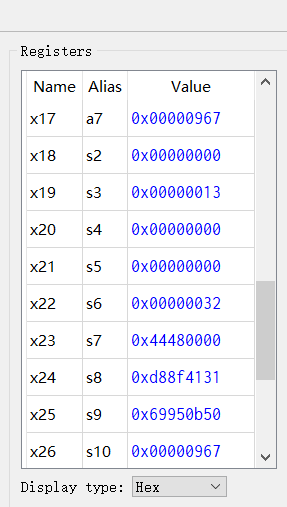 Registers
Name Alias Value
x17 a7 0x00000967
x18 s2 0x00000000
x19 s3 0x00000013
x20 s4 0x00000000
x21 s5 0x00000000
x22 s6 0x00000032
x23 s7 0x44480000
x24 s8 0xd88f4131
x25 s9 0x69950b50
x26 s10 0x00000967
Display type: Hex